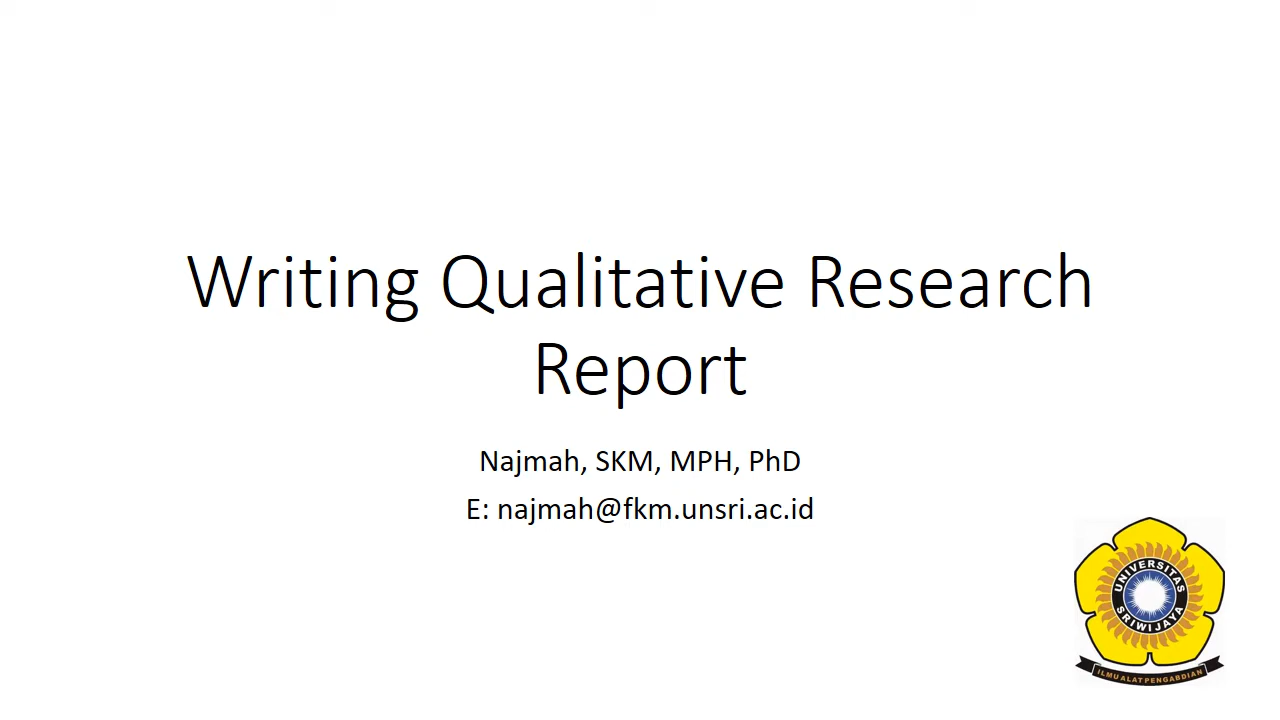 Writing Qualitative Research
Report
Najmah, SKM, MPH, PhD
E: najmah@fkm.unsri.ac.id
UNIVERSITAS
SRIWIJAYA
ILMU ALAT PENGABDIAN